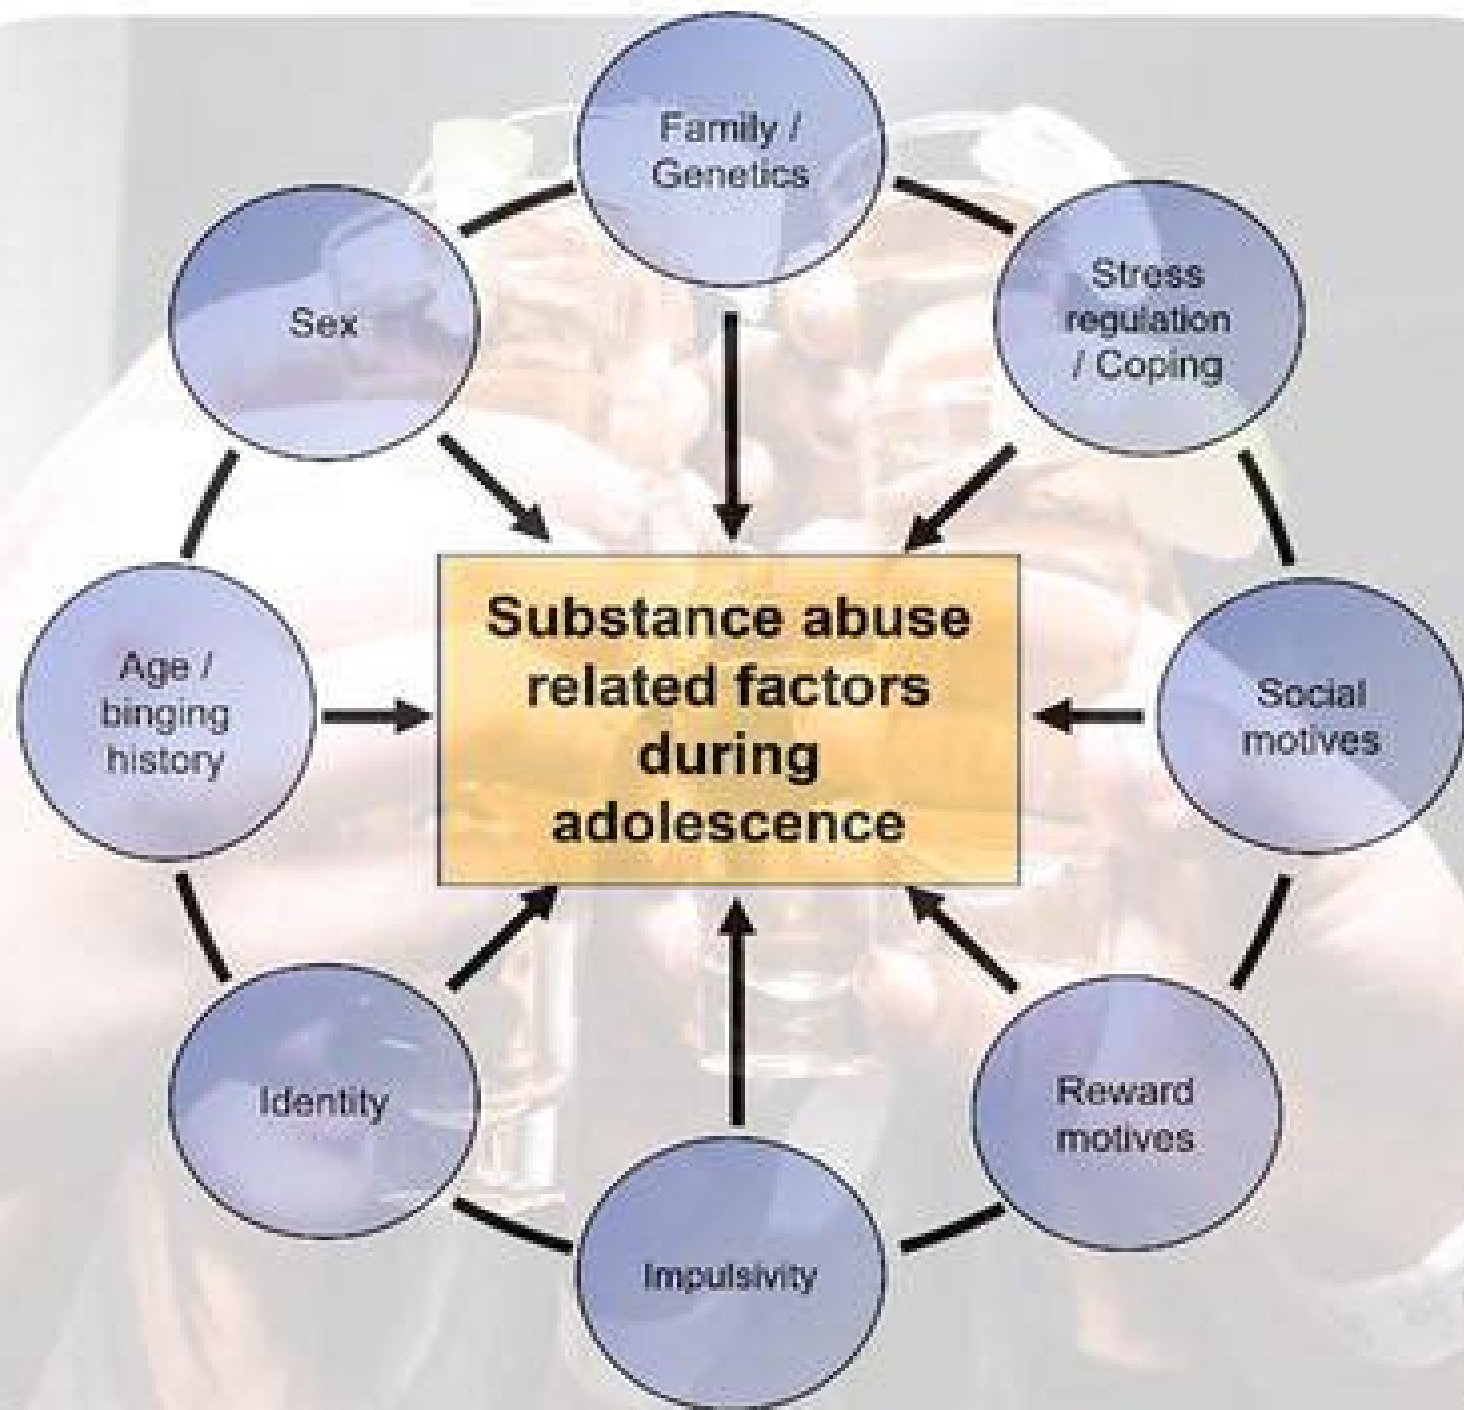 Family /
Genetics
Stress
regulation
/ Coping
Social
motives
Reward
motives
Impulsivity
Identity
Age /
binging
history
Sex
Substance abuse
related factors
during
adolescence